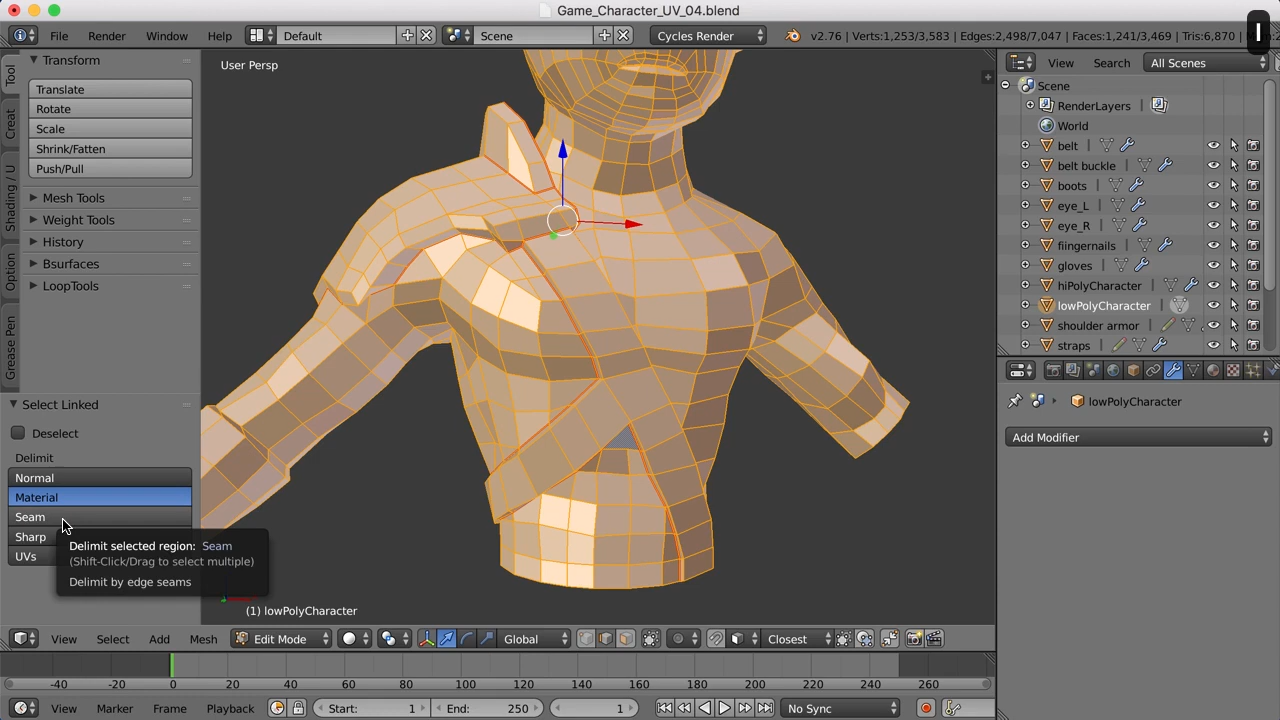 Game_Character_UV_04.blend
File Render Window Help Default Scene Cycles Render v2.76 | Verts:1,253/3,583 | Edges:2,498/7,047 | Faces:1,241/3,469 | Tris:6,870 |
I
Tool
Creat
Shading / U
Option
Grease Pen
Transform
Translate
Rotate
Scale
Shrink/Fatten
Push/Pull
Mesh Tools
Weight Tools
History
Bsurfaces
LoopTools
Select Linked
Deselect
Delimit
Normal
Material
Seam
Sharp
UVs
Delimit selected region: Seam
(Shift-Click/Drag to select multiple)
Delimit by edge seams
User Persp
(1) lowPolyCharacter
View Select Add Mesh Edit Mode Global Closest
View Search All Scenes
Scene
RenderLayers |
World
belt |
belt buckle |
boots |
eye_L |
eye_R |
fiingernails |
gloves |
hiPolyCharacter |
lowPolyCharacter |
shoulder armor |
straps |
lowPolyCharacter
Add Modifier
-40 -20 0 20 40 60 80 100 120 140 160 180 200 220 240 260
View Marker Frame Playback Start: 1 End: 250 1 No Sync